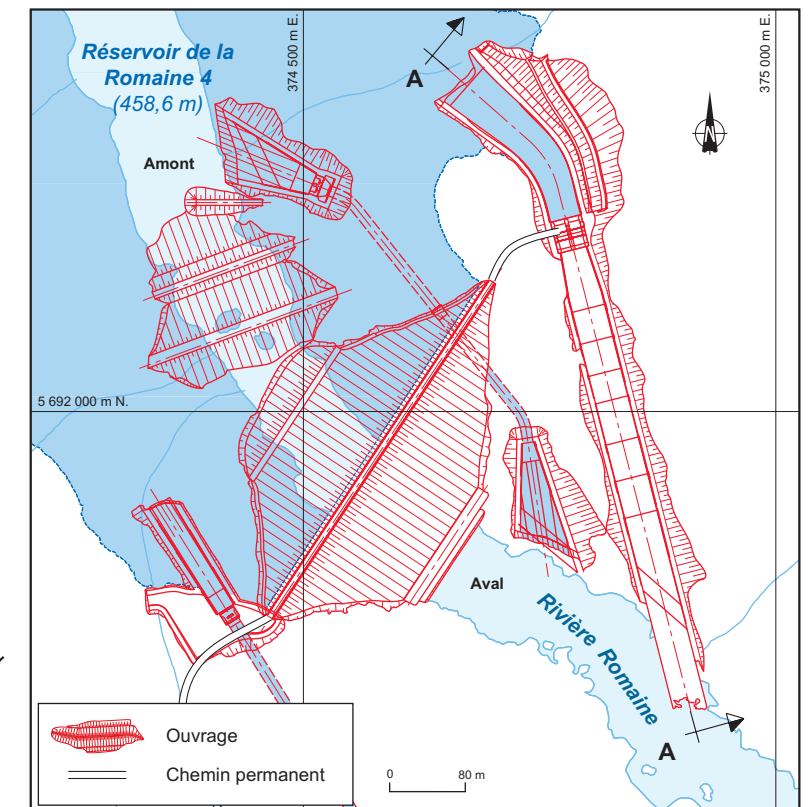 Réservoir de la
Romaine 4
(458,6 m)
374 500 m E.
375 000 m E.
A
N
Amont
5 692 000 m N.
Aval
Rivière Romaine
A
Ouvrage
Chemin permanent
0 80 m